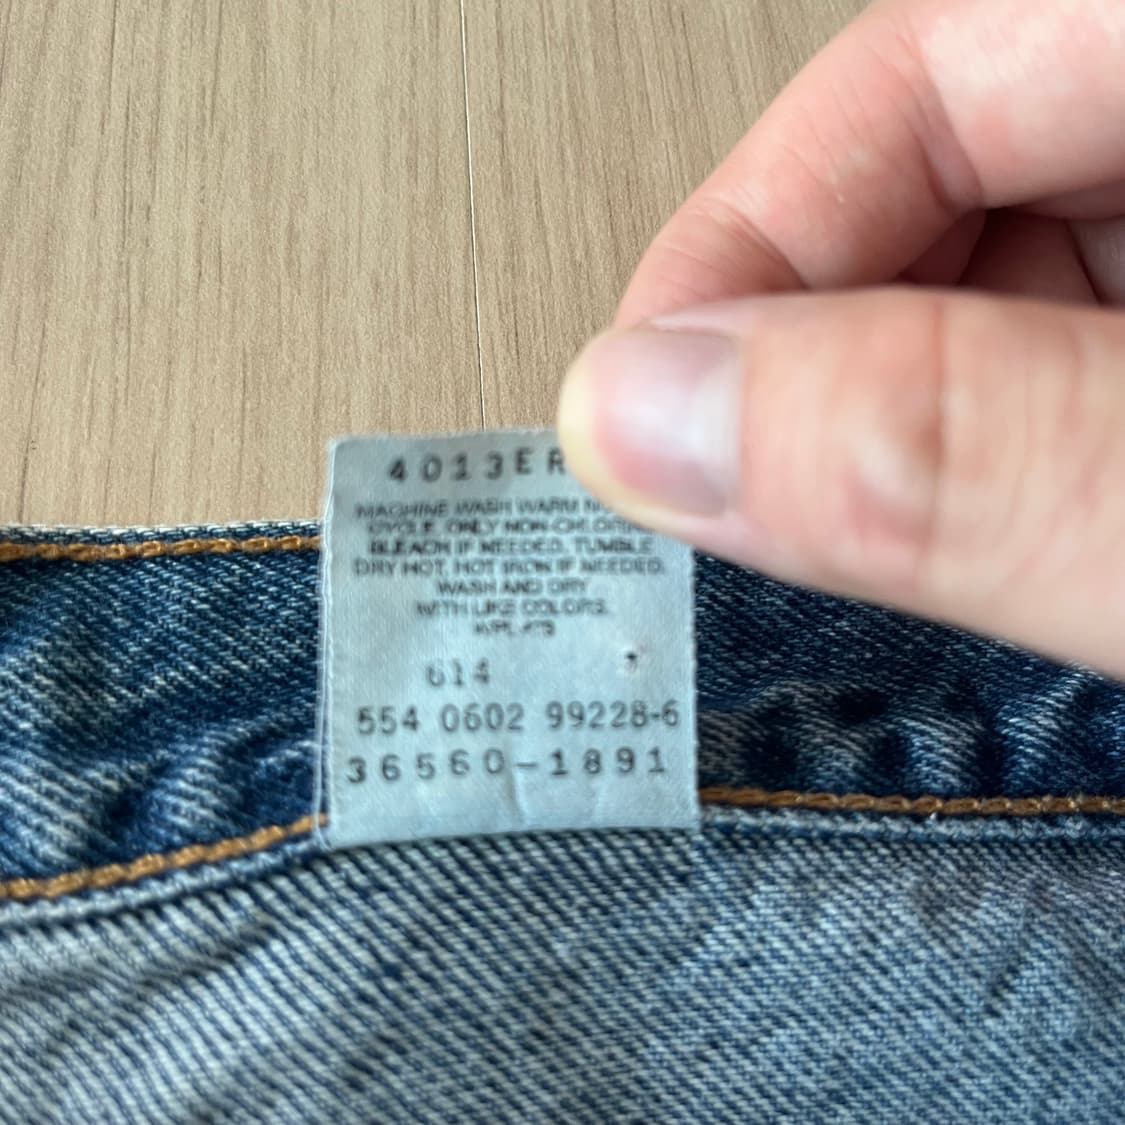 4013ER
MACHINE WASH WARM
CYCLE. ONLY NON-CHLOR
BLEACH IF NEEDED. TUMBLE
DRY HOT. HOT IRON IF NEEDED.
WASH AND DRY
WITH LIKE COLORS.
614
554 0602 99228-6
36560-1891